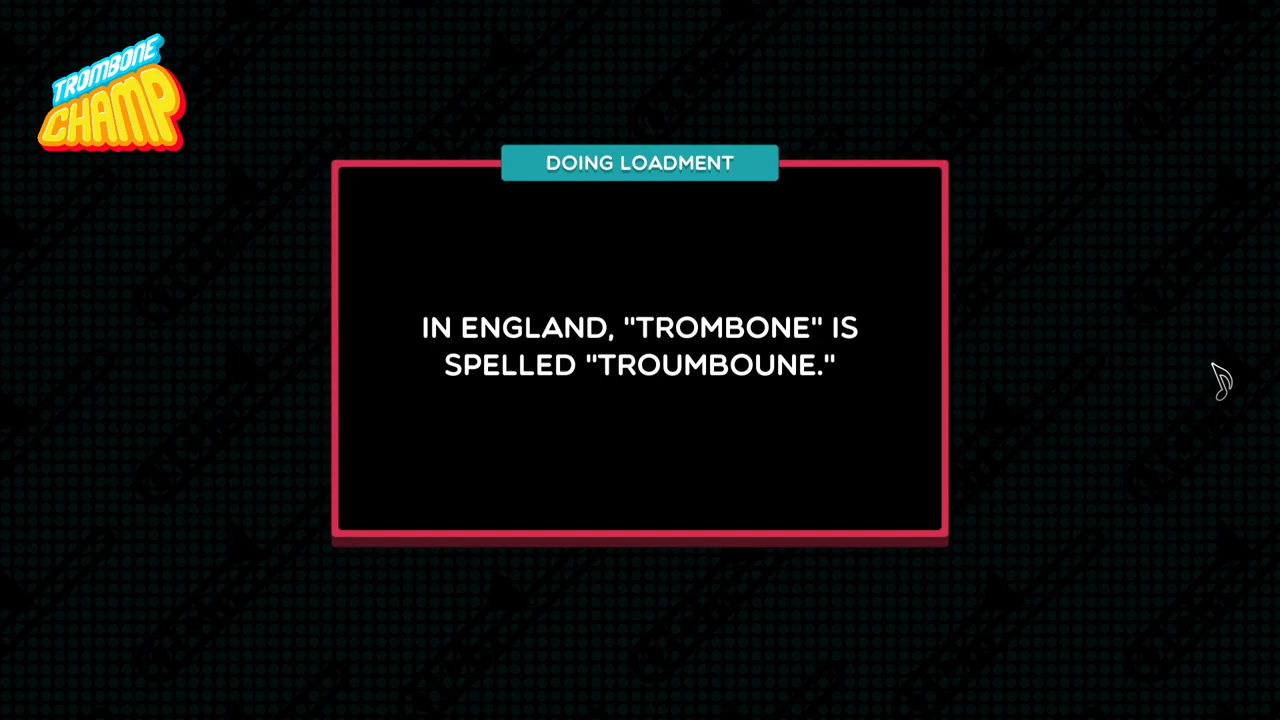 TROMBONE
CHAMP
DOING LOADMENT
IN ENGLAND, "TROMBONE" IS
SPELLED "TROUMBOUNE."